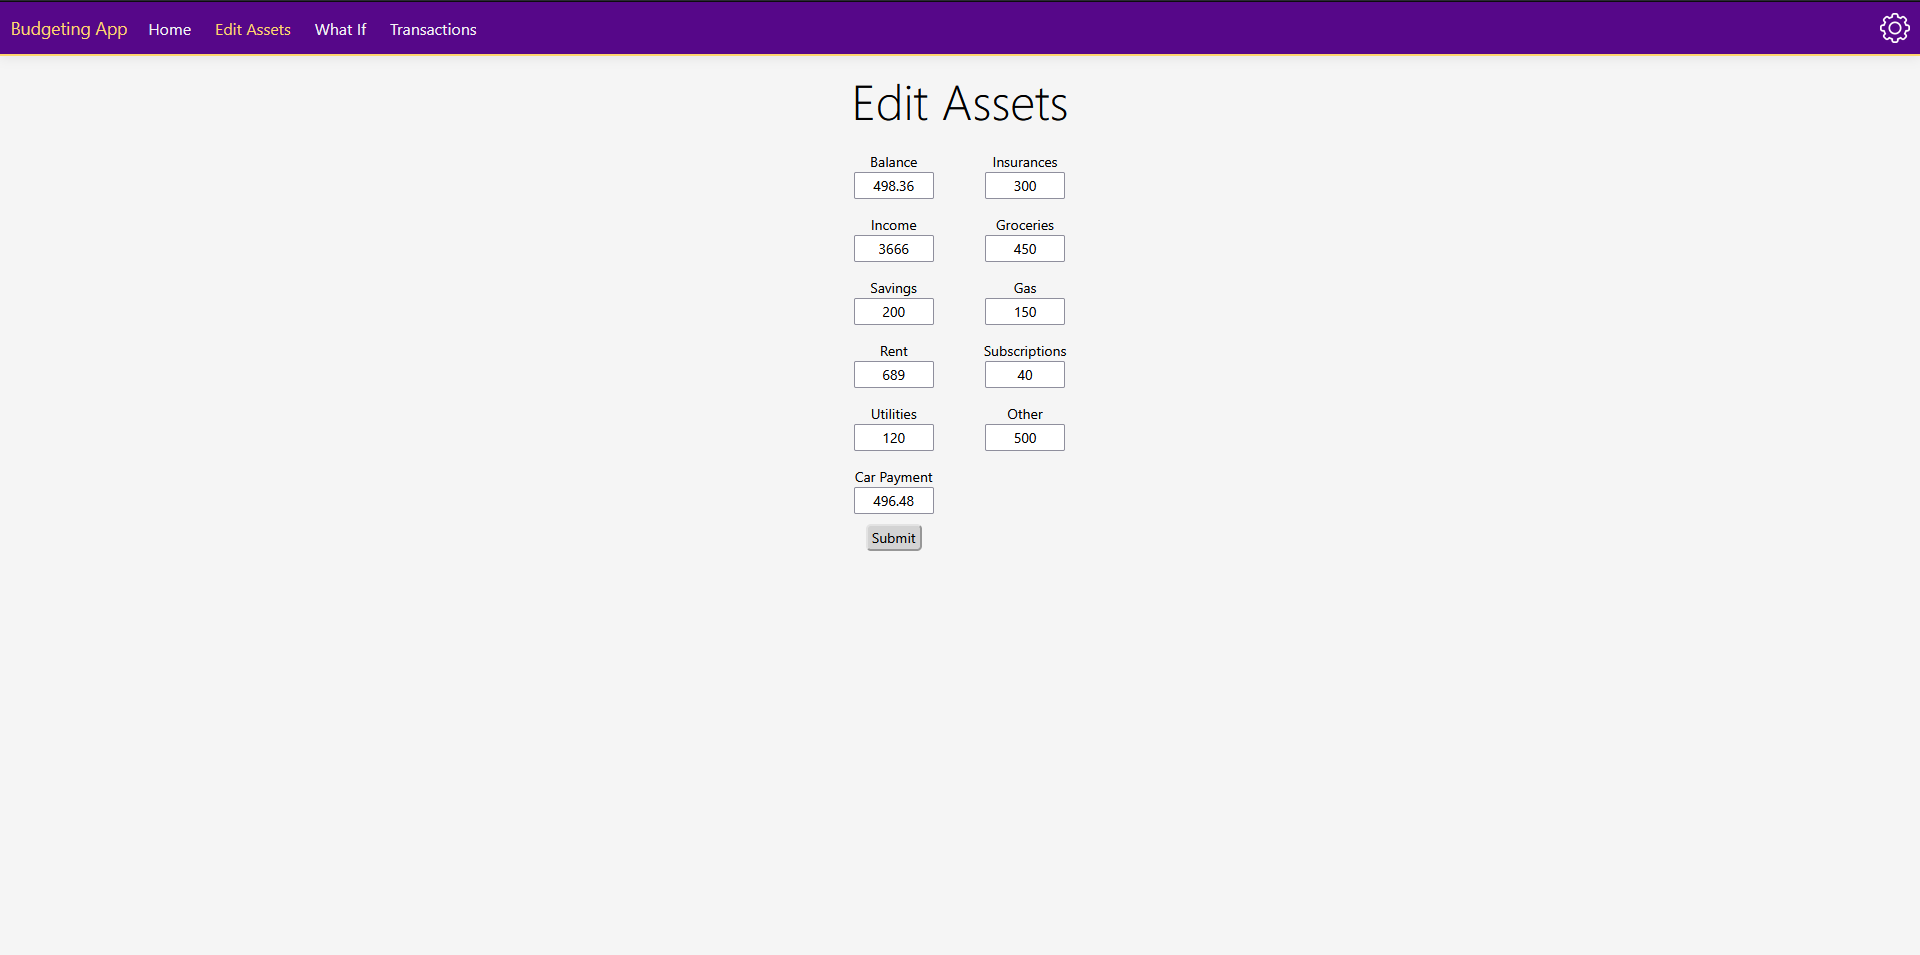 Budgeting App Home Edit Assets What If Transactions
Edit Assets
Balance Insurances
498.36 300
Income Groceries
3666 450
Savings Gas
200 150
Rent Subscriptions
689 40
Utilities Other
120 500
Car Payment
496.48
Submit